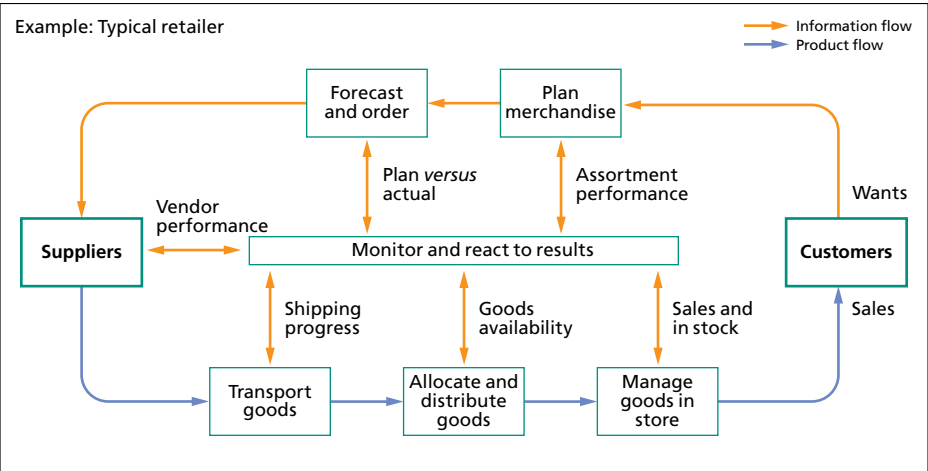 Example: Typical retailer
Information flow
Product flow
Forecast
and order
Plan
merchandise
Plan versus
actual
Assortment
performance
Wants
Vendor
performance
Suppliers
Monitor and react to results
Customers
Shipping
progress
Goods
availability
Sales and
in stock
Sales
Transport
goods
Allocate and
distribute
goods
Manage
goods in
store